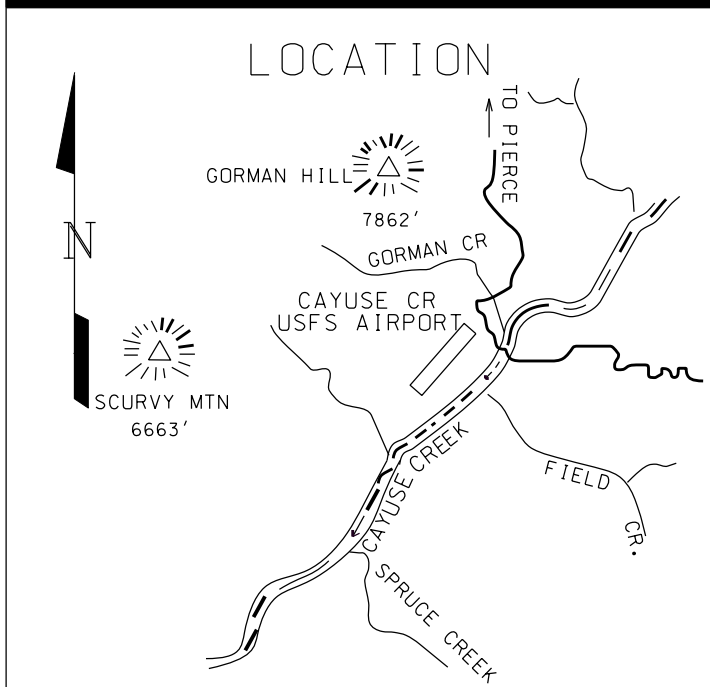 LOCATION
TO PIERCE
GORMAN HILL
7862'
N
GORMAN CR
CAYUSE CR
USFS AIRPORT
SCURVY MTN
6663'
CAYUSE CREEK
FIELD
CR.
SPRUCE CREEK